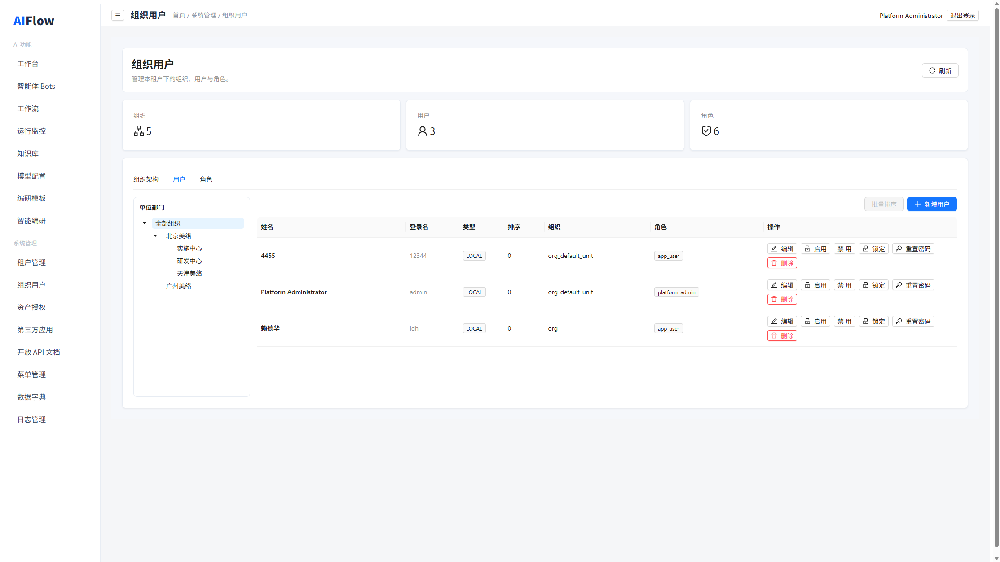 AIFlow
AI 功能
工作台
智能体 Bots
工作流
运行监控
知识库
模型配置
编研模板
智能编研
系统管理
租户管理
组织用户
资产授权
第三方应用
开放 API 文档
菜单管理
数据字典
日志管理
组织用户 首页 / 系统管理 / 组织用户
Platform Administrator 退出登录
组织用户
管理本租户下的组织、用户与角色。
刷新
组织
5
用户
3
角色
6
组织架构 用户 角色
单位部门
全部组织
北京美络
实施中心
研发中心
天津美络
广州美络
批量排序 新增用户
姓名 登录名 类型 排序 组织 角色 操作
4455 12344 LOCAL 0 org_default_unit app_user 编辑 启用 禁 用 锁定 重置密码
删除
Platform Administrator admin LOCAL 0 org_default_unit platform_admin 编辑 启用 禁 用 锁定 重置密码
删除
赖德华 ldh LOCAL 0 org_ app_user 编辑 启用 禁 用 锁定 重置密码
删除